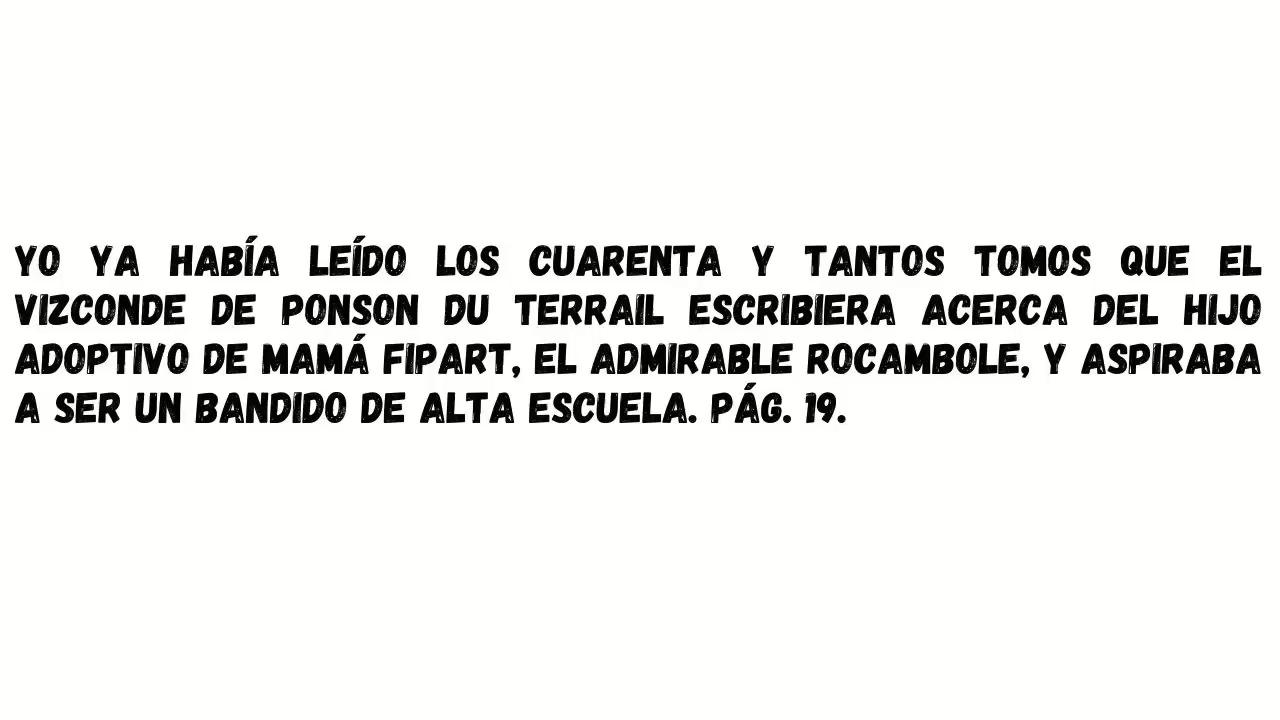 YO YA HABÍA LEÍDO LOS CUARENTA Y TANTOS TOMOS QUE EL
VIZCONDE DE PONSON DU TERRAIL ESCRIBIERA ACERCA DEL HIJO
ADOPTIVO DE MAMÁ FIPART, EL ADMIRABLE ROCAMBOLE, Y ASPIRABA
A SER UN BANDIDO DE ALTA ESCUELA. PÁG. 19.